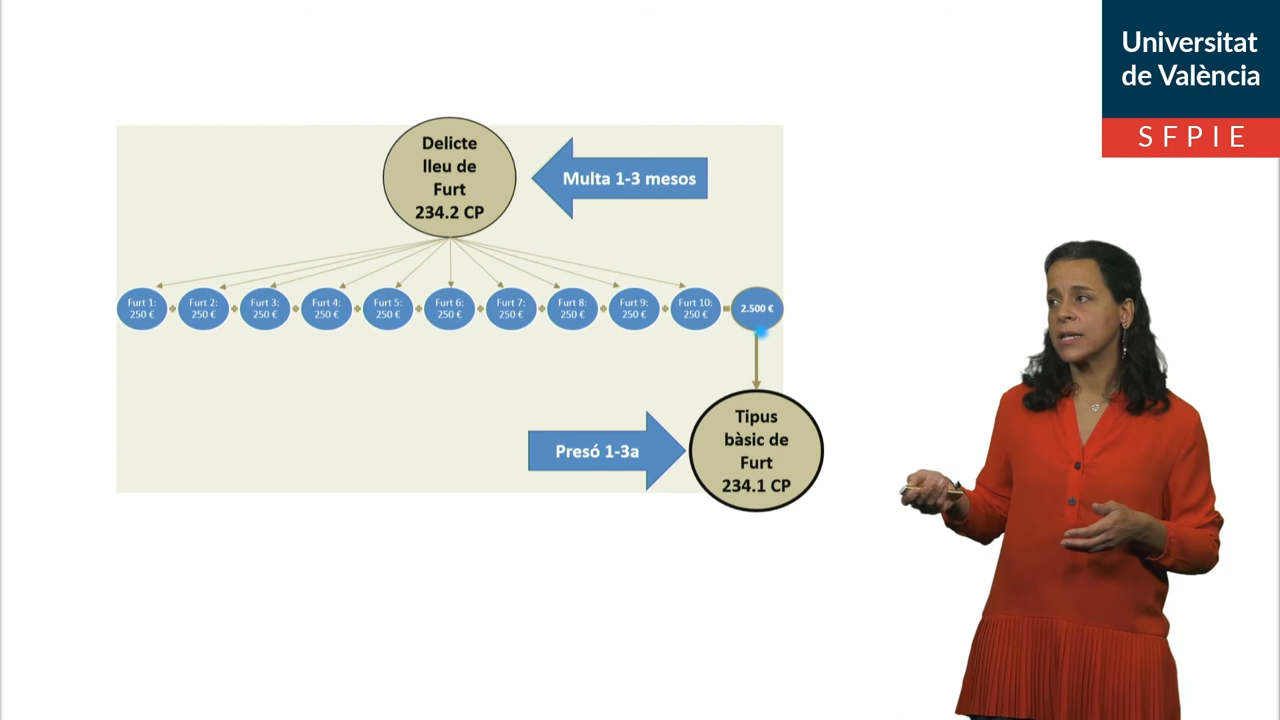 Universitat
de València
SFPIE
Delicte
lleu de
Furt
234.2 CP
Multa 1-3 mesos
Furt 1:
250 €
Furt 2:
250 €
Furt 3:
250 €
Furt 4:
250 €
Furt 5:
250 €
Furt 6:
250 €
Furt 7:
250 €
Furt 8:
250 €
Furt 9:
250 €
Furt 10:
250 €
2.500 €
Presó 1-3a
Tipus
bàsic de
Furt
234.1 CP